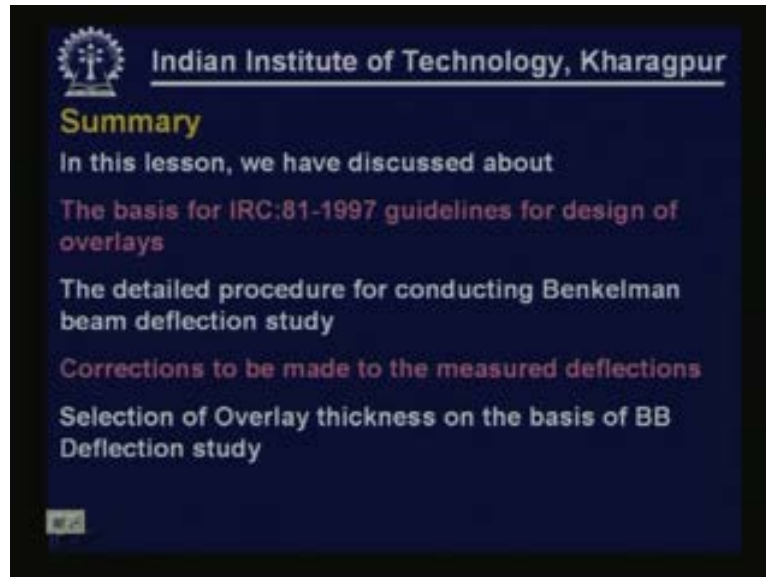 Indian Institute of Technology, Kharagpur
Summary
In this lesson, we have discussed about
The basis for IRC:81-1997 guidelines for design of
overlays
The detailed procedure for conducting Benkelman
beam deflection study
Corrections to be made to the measured deflections
Selection of Overlay thickness on the basis of BB
Deflection study